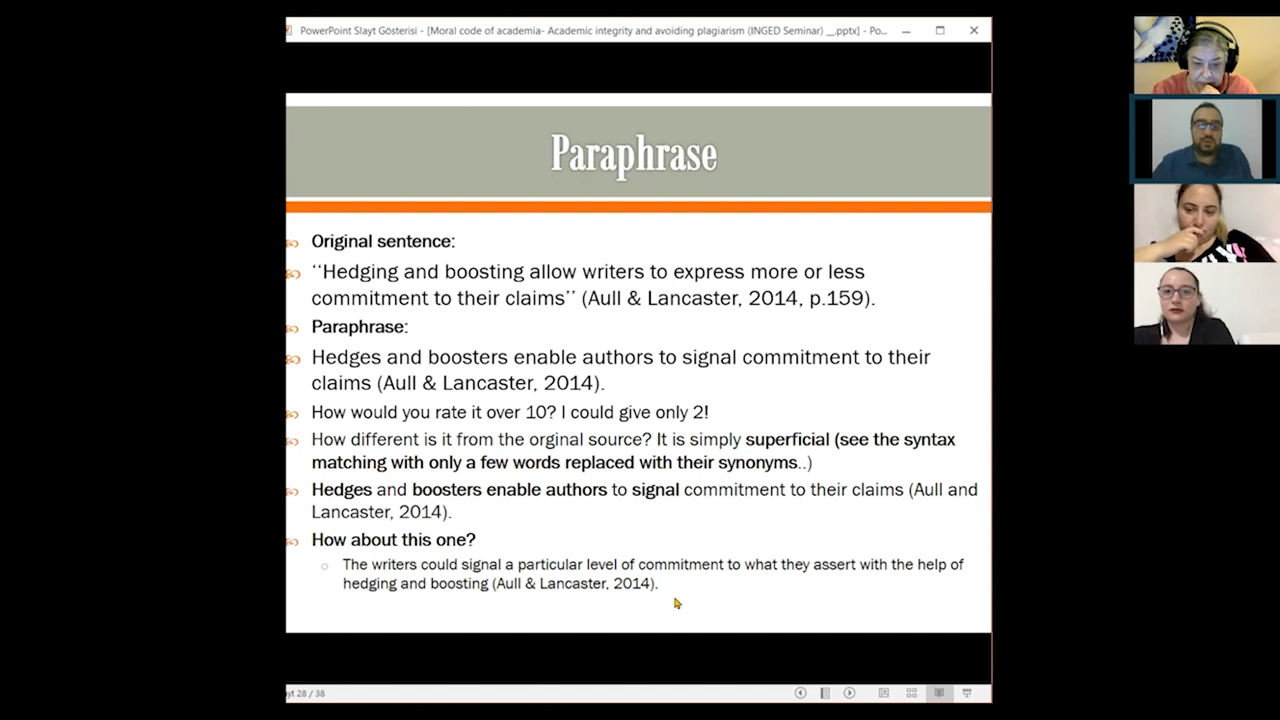 PowerPoint Slayt Gösterisi - [Moral code of academia- Academic integrity and avoiding plagiarism (INGED Seminar) __.pptx] - Po...
Paraphrase
Original sentence:
‘‘Hedging and boosting allow writers to express more or less
commitment to their claims’’ (Aull & Lancaster, 2014, p.159).
Paraphrase:
Hedges and boosters enable authors to signal commitment to their
claims (Aull & Lancaster, 2014).
How would you rate it over 10? I could give only 2!
How different is it from the orginal source? It is simply superficial (see the syntax
matching with only a few words replaced with their synonyms..)
Hedges and boosters enable authors to signal commitment to their claims (Aull and
Lancaster, 2014).
How about this one?
The writers could signal a particular level of commitment to what they assert with the help of
hedging and boosting (Aull & Lancaster, 2014).
yt 28 / 38